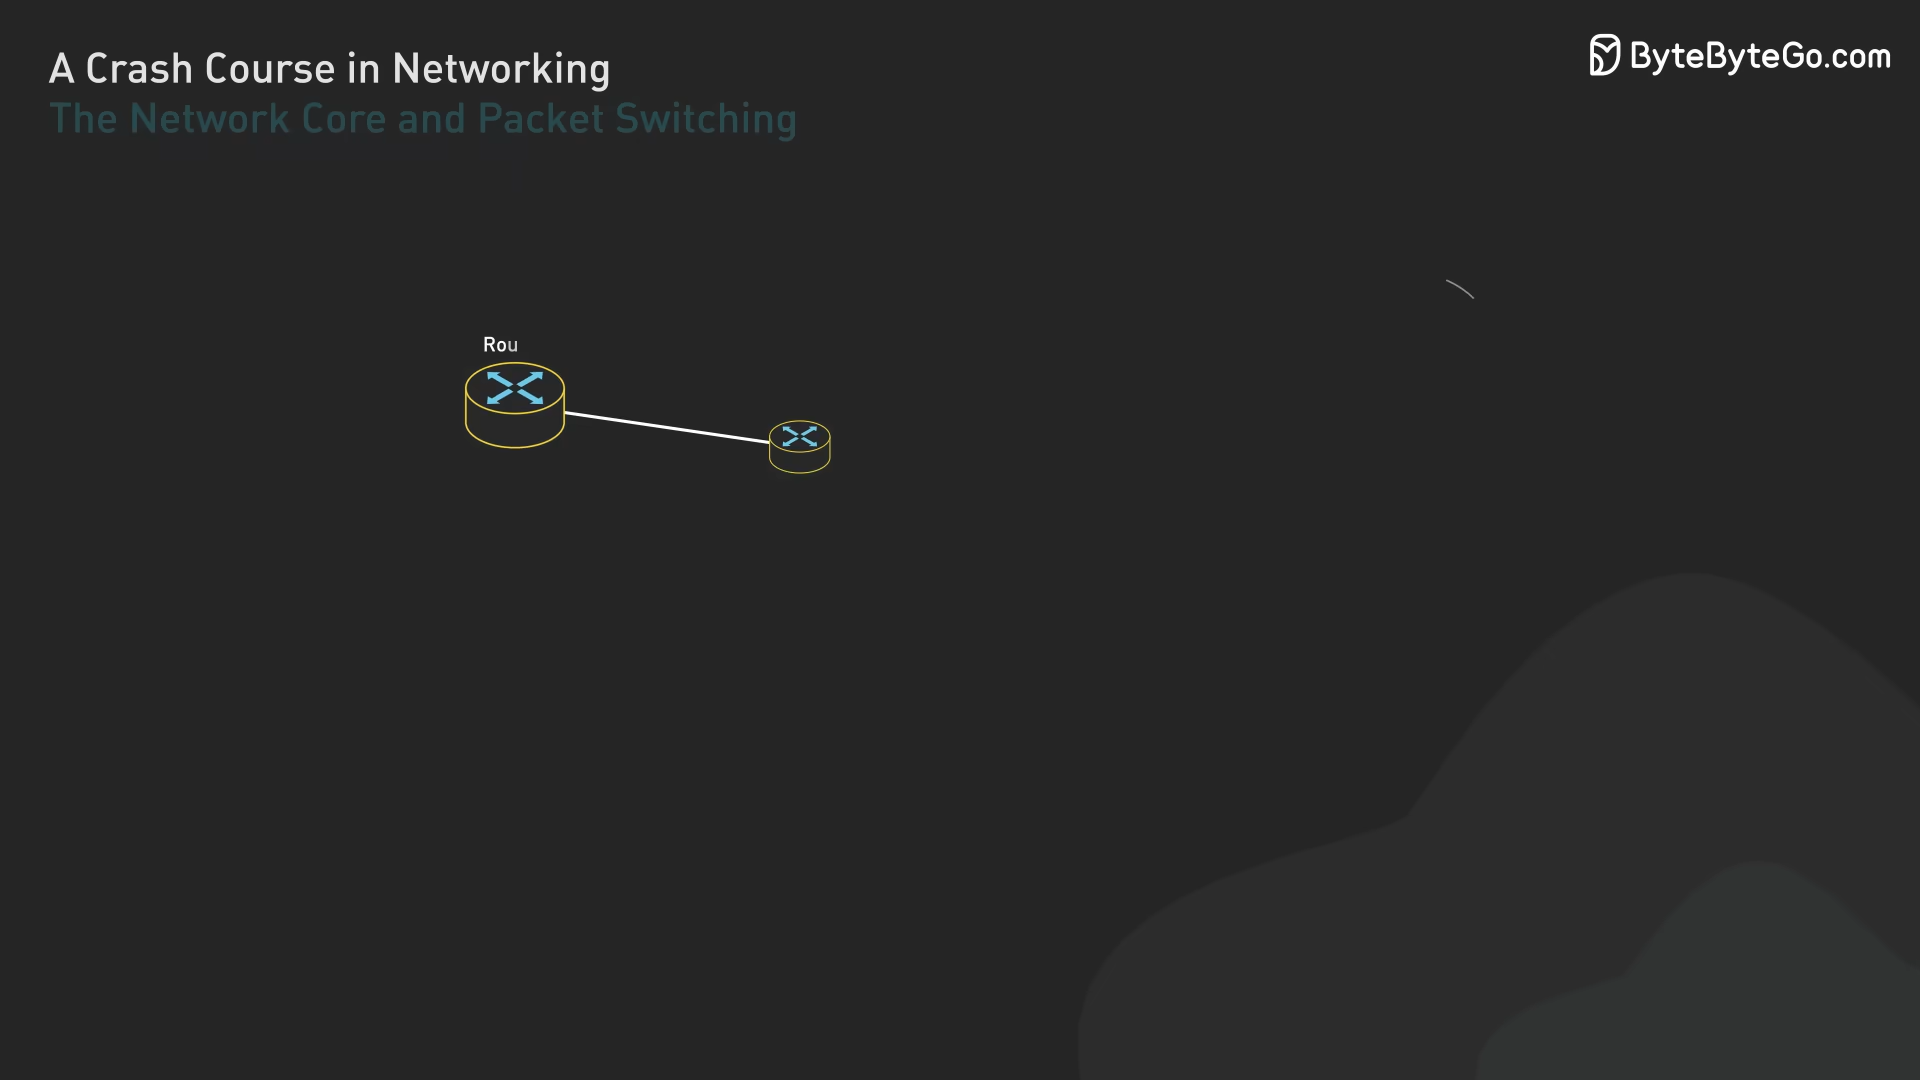 A Crash Course in Networking
The Network Core and Packet Switching
ByteByteGo.com
Rou